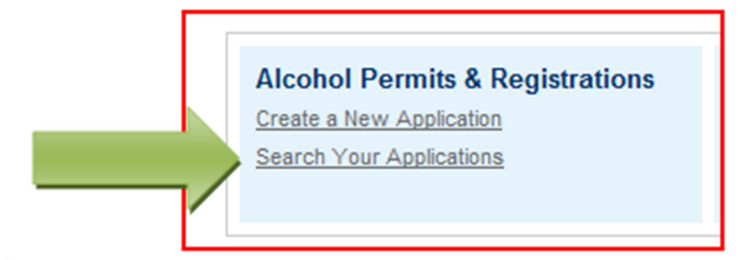 Alcohol Permits & Registrations
Create a New Application
Search Your Applications